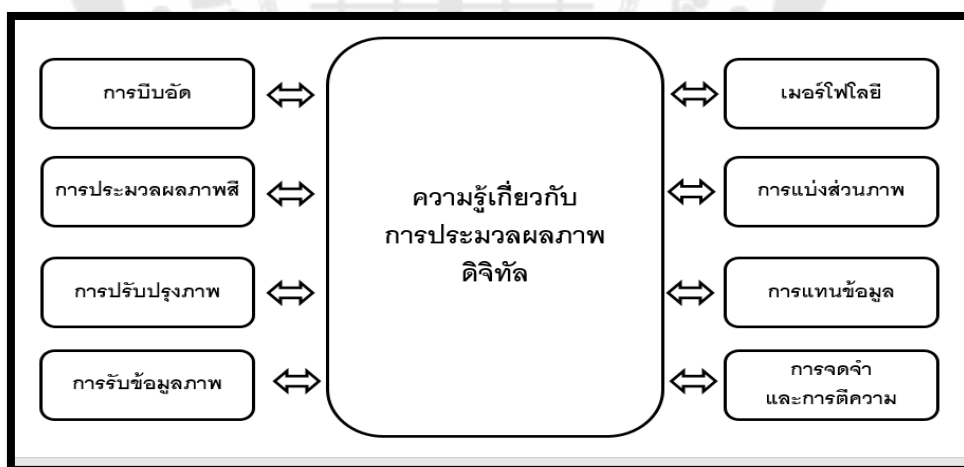 การบีบอัด
การประมวลผลภาพสี
การปรับปรุงภาพ
การรับข้อมูลภาพ
ความรู้เกี่ยวกับ
การประมวลผลภาพ
ดิจิทัล
เมอร์โฟโลยี
การแบ่งส่วนภาพ
การแทนข้อมูล
การจดจำ
และการตีความ